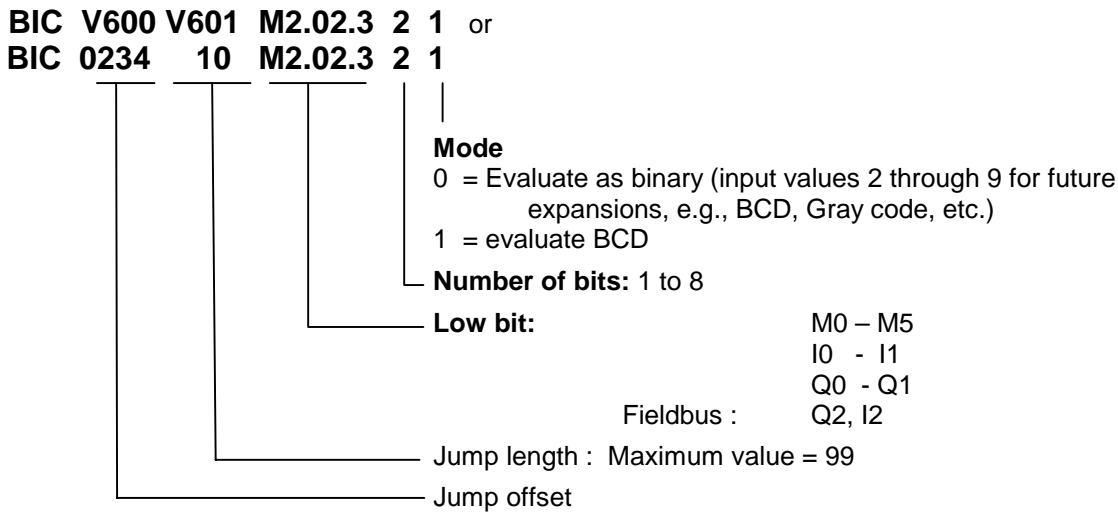 BIC V600 V601 M2.02.3 2 1 or
BIC 0234 10 M2.02.3 2 1
Mode
0 = Evaluate as binary (input values 2 through 9 for future
expansions, e.g., BCD, Gray code, etc.)
1 = evaluate BCD
Number of bits: 1 to 8
Low bit: M0 – M5
I0 - I1
Q0 - Q1
Fieldbus : Q2, I2
Jump length : Maximum value = 99
Jump offset